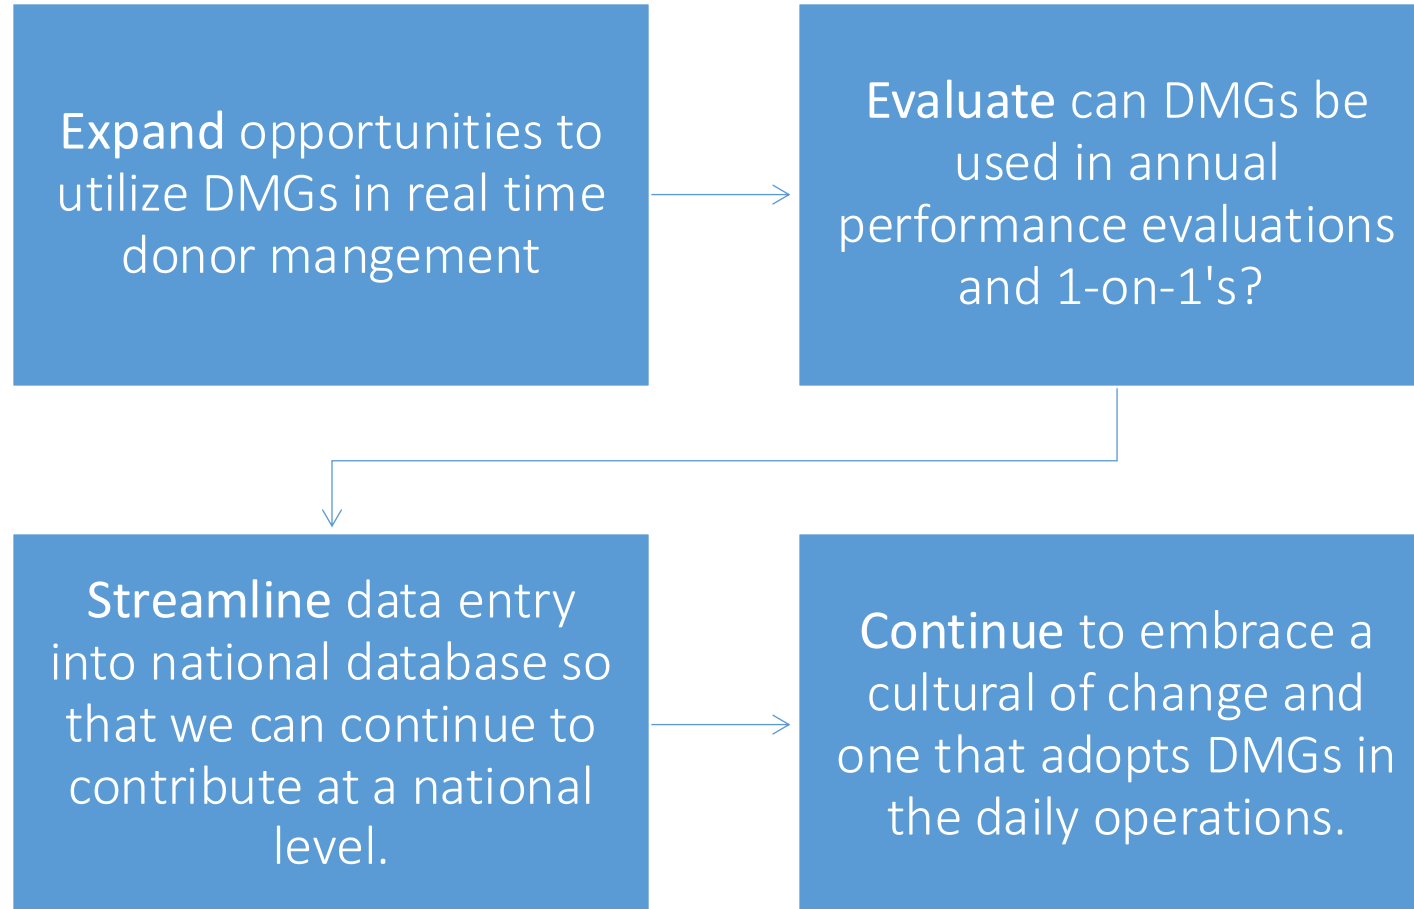 Expand opportunities to
utilize DMGs in real time
donor mangement
Evaluate can DMGs be
used in annual
performance evaluations
and 1-on-1's?
Streamline data entry
into national database so
that we can continue to
contribute at a national
level.
Continue to embrace a
cultural of change and
one that adopts DMGs in
the daily operations.